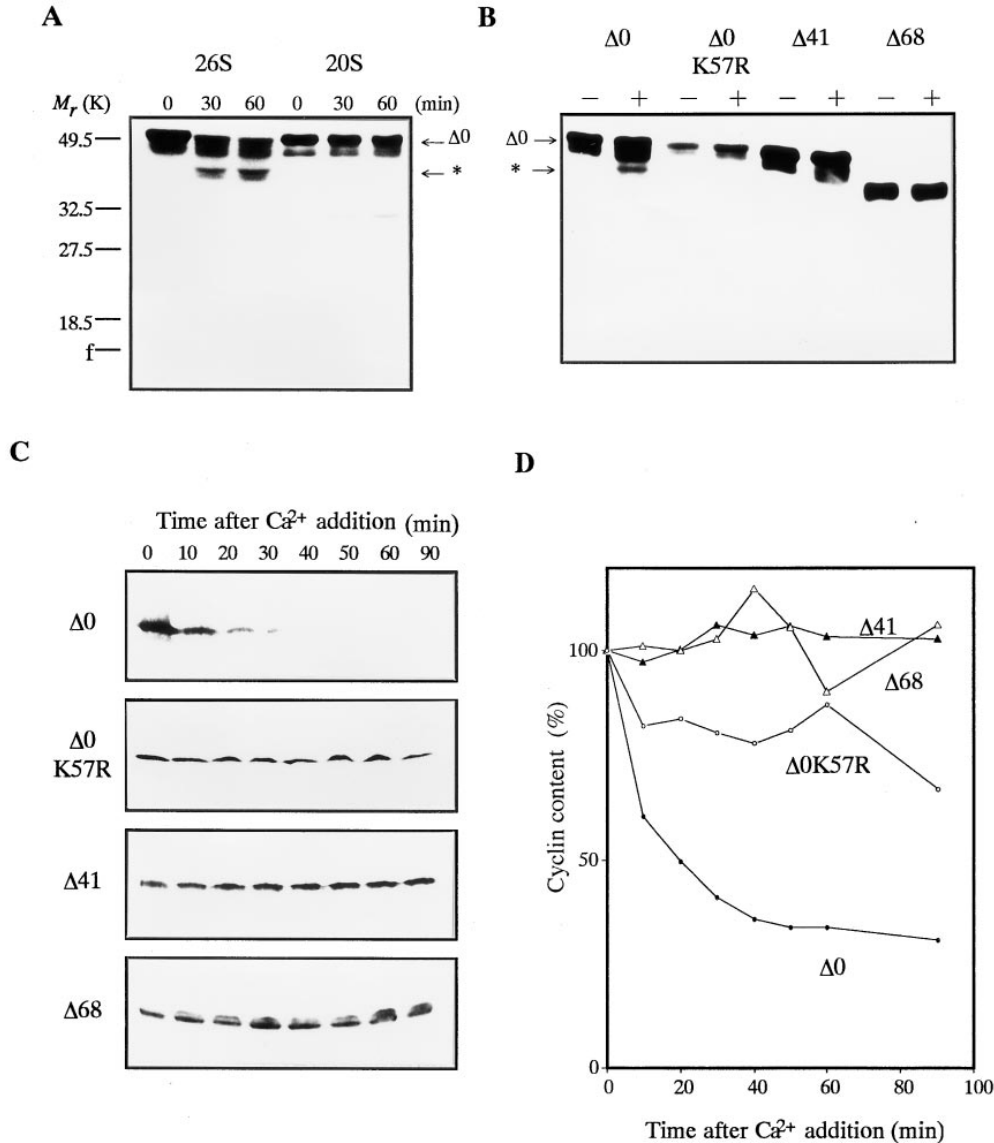 A
26S 20S
Mr (K) 0 30 60 0 30 60 (min)
49.5
Δ0
*
32.5
27.5
18.5
f
B
Δ0 Δ0 Δ41 Δ68
K57R
− + − + − + − +
Δ0
*
C
Time after Ca2+ addition (min)
0 10 20 30 40 50 60 90
Δ0
Δ0
K57R
Δ41
Δ68
D
Cyclin content (%)
100
50
0
Δ41
Δ68
Δ0K57R
Δ0
0 20 40 60 80 100
Time after Ca2+ addition (min)